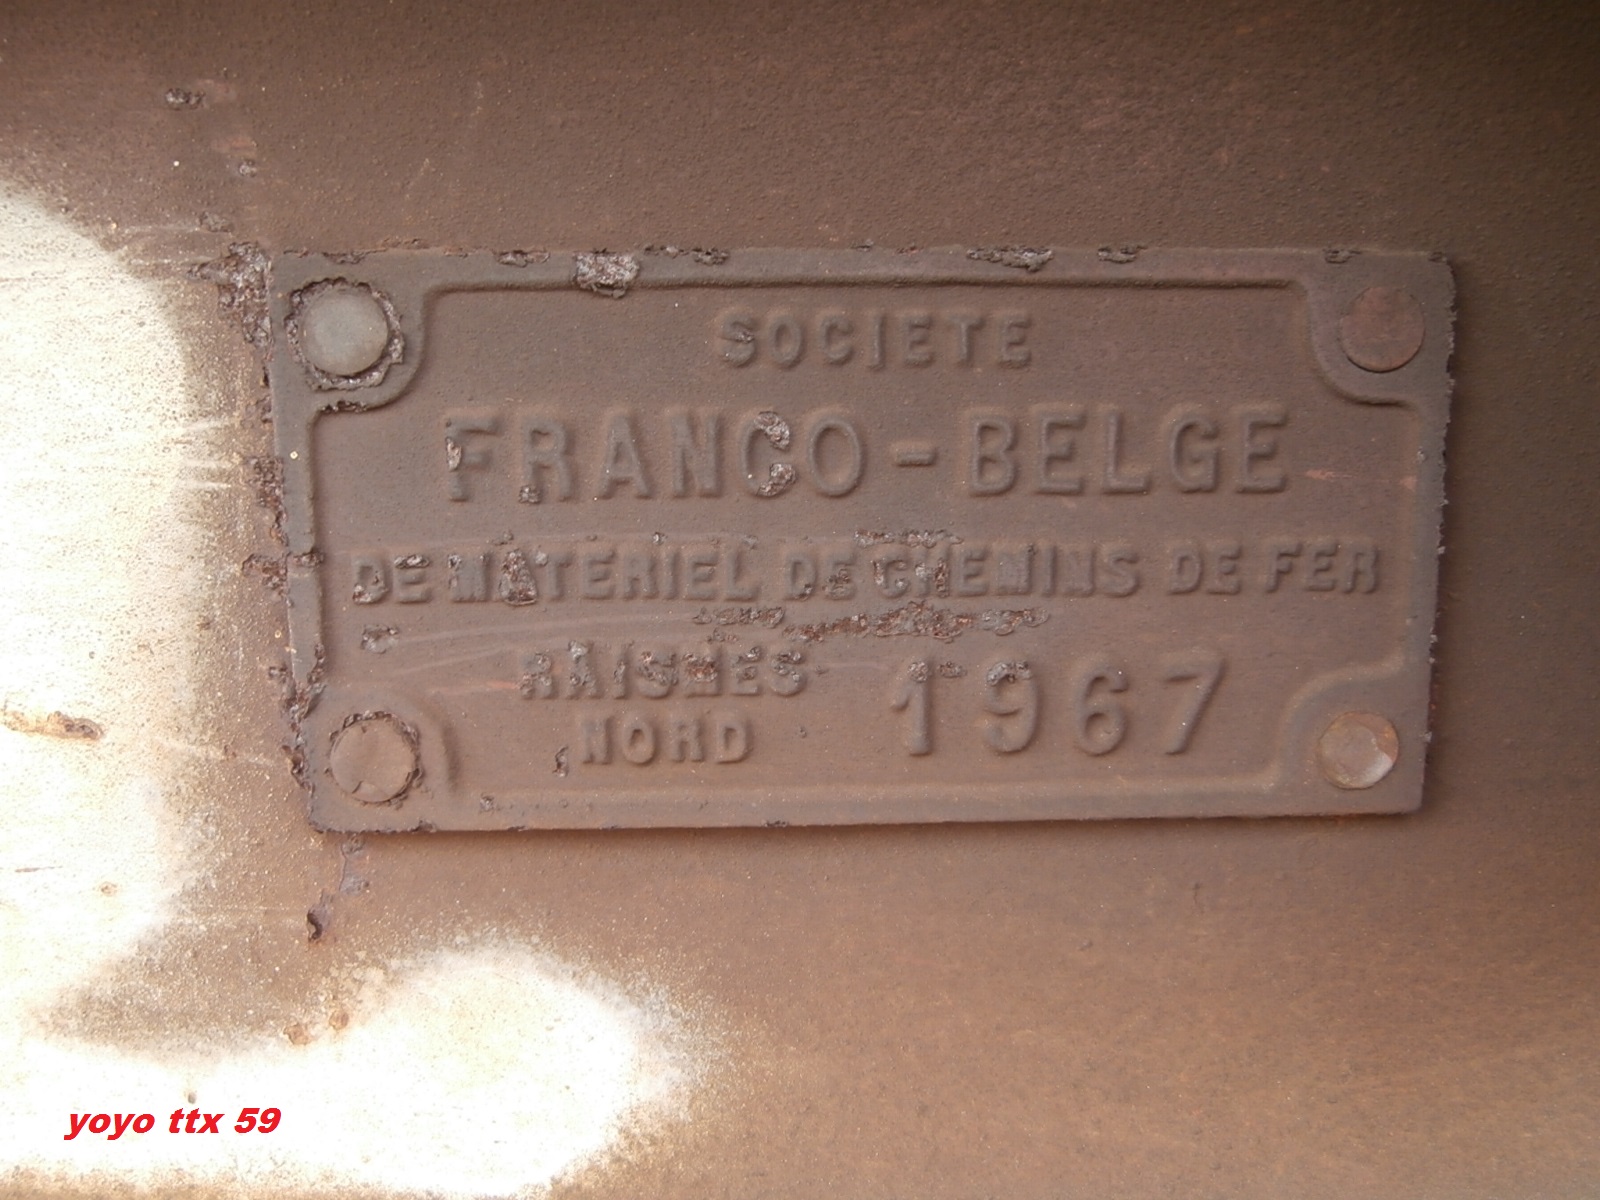 SOCIETE
FRANCO-BELGE
DE MATERIEL DE CHEMINS DE FER
RAISMES 1967
NORD
yoyo ttx 59